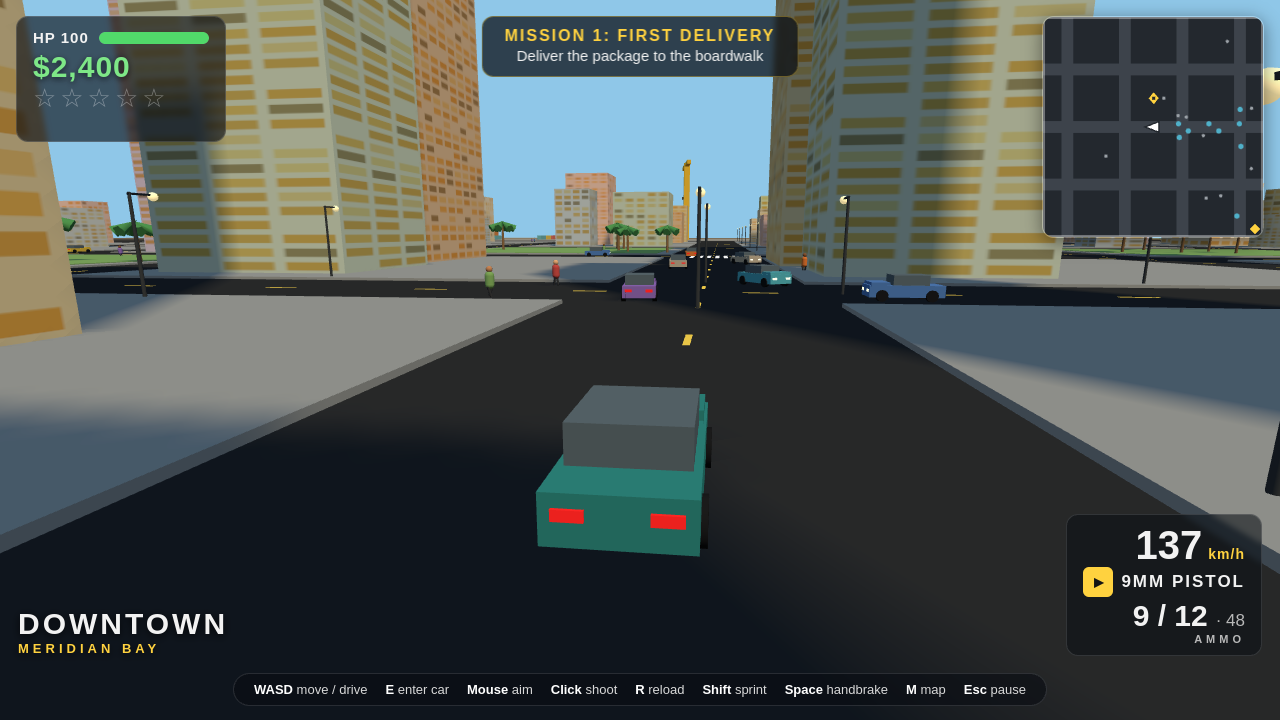 HP 100
$2,400
MISSION 1: FIRST DELIVERY
Deliver the package to the boardwalk
137 km/h
9MM PISTOL
9 / 12 · 48
AMMO
DOWNTOWN
MERIDIAN BAY
WASD move / drive E enter car Mouse aim Click shoot R reload Shift sprint Space handbrake M map Esc pause